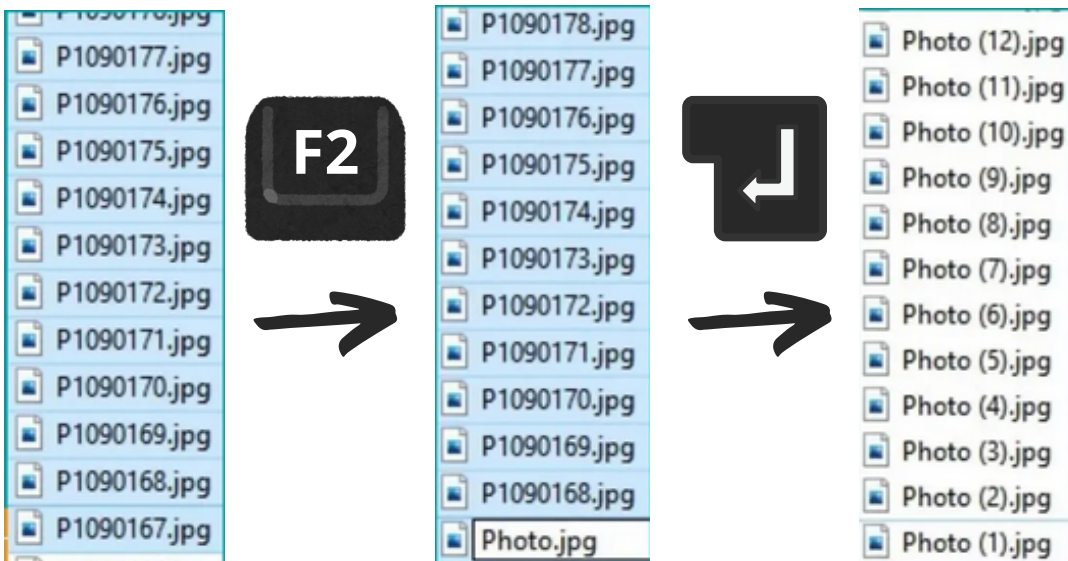 P1090177.jpg
P1090176.jpg
P1090175.jpg
P1090174.jpg
P1090173.jpg
P1090172.jpg
P1090171.jpg
P1090170.jpg
P1090169.jpg
P1090168.jpg
P1090167.jpg
F2
P1090178.jpg
P1090177.jpg
P1090176.jpg
P1090175.jpg
P1090174.jpg
P1090173.jpg
P1090172.jpg
P1090171.jpg
P1090170.jpg
P1090169.jpg
P1090168.jpg
Photo.jpg
Photo (12).jpg
Photo (11).jpg
Photo (10).jpg
Photo (9).jpg
Photo (8).jpg
Photo (7).jpg
Photo (6).jpg
Photo (5).jpg
Photo (4).jpg
Photo (3).jpg
Photo (2).jpg
Photo (1).jpg